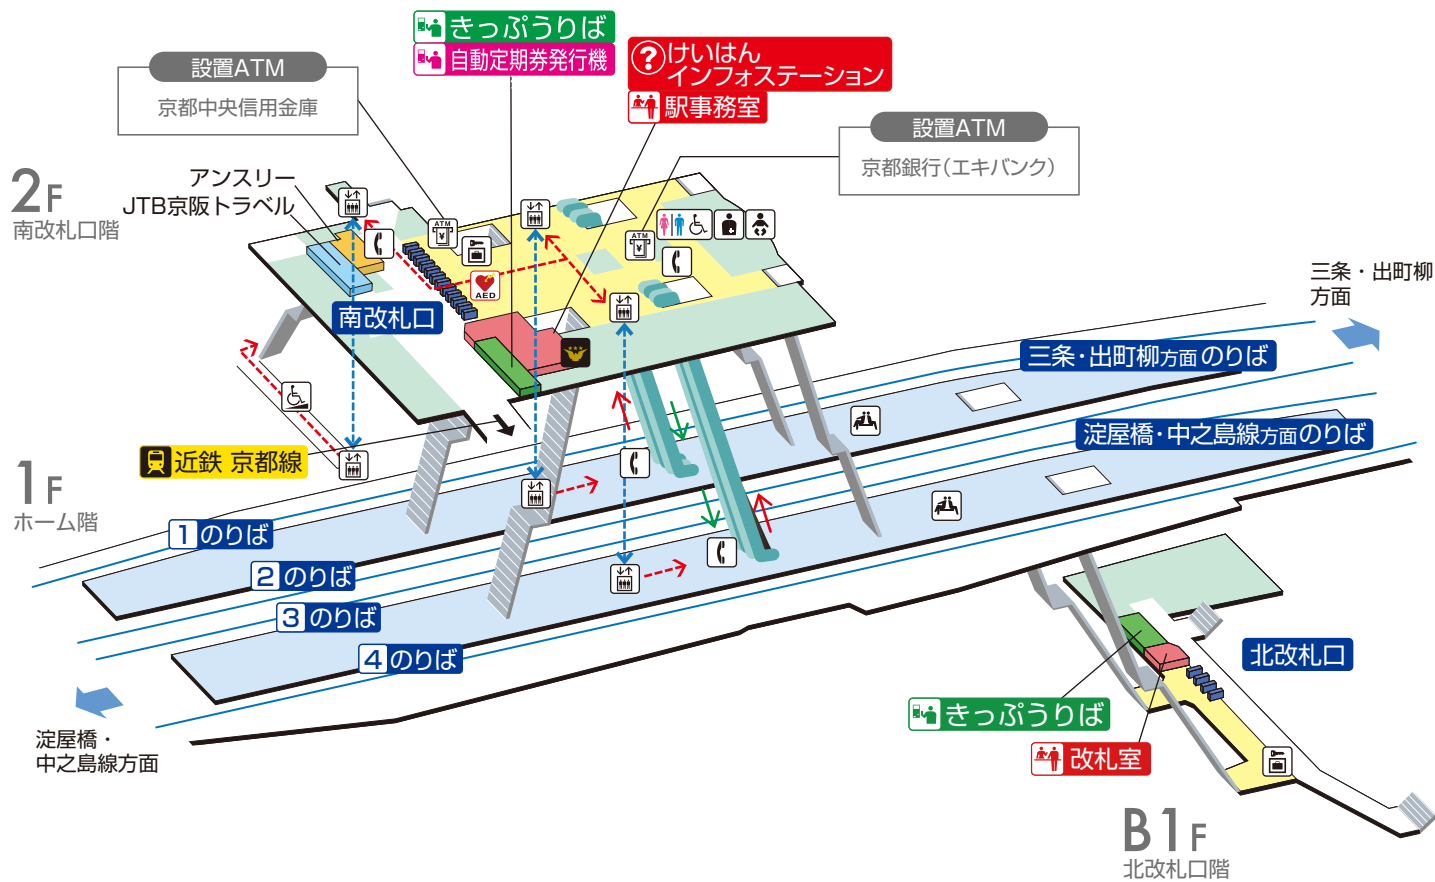 きっぷうりば
自動定期券発行機
けいはん
インフォステーション
駅事務室
設置ATM
京都中央信用金庫
設置ATM
京都銀行(エキバンク)
2F
南改札口階
アンスリー
JTB京阪トラベル
ATM
¥
ATM
¥
AED
南改札口
三条・出町柳
方面
三条・出町柳方面のりば
淀屋橋・中之島線方面のりば
近鉄 京都線
1F
ホーム階
1のりば
2のりば
3のりば
4のりば
淀屋橋・
中之島線方面
北改札口
きっぷうりば
改札室
B1F
北改札口階